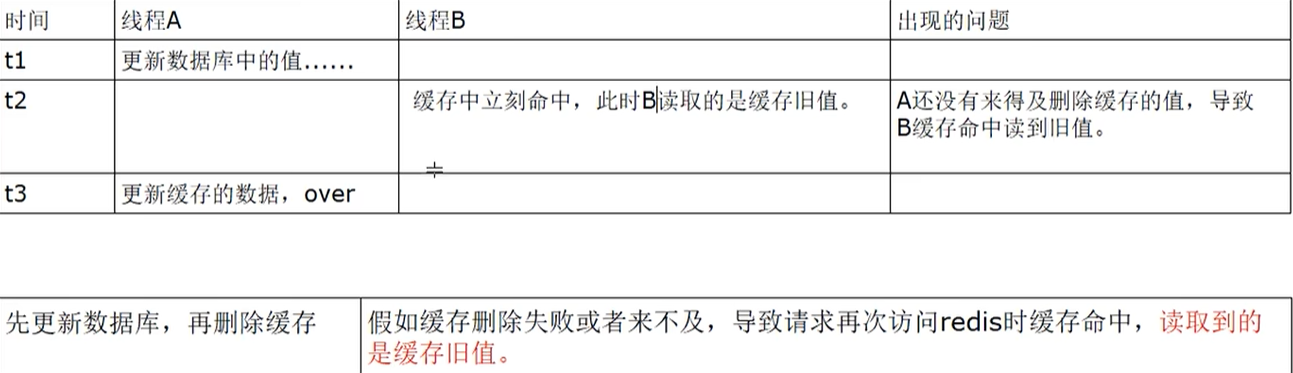 时间 线程A 线程B 出现的问题
t1 更新数据库中的值......
t2 缓存中立刻命中，此时B读取的是缓存旧值。 A还没有来得及删除缓存的值，导致
B缓存命中读到旧值。
t3 更新缓存的数据，over
先更新数据库，再删除缓存 假如缓存删除失败或者来不及，导致请求再次访问redis时缓存命中，读取到的
是缓存旧值。